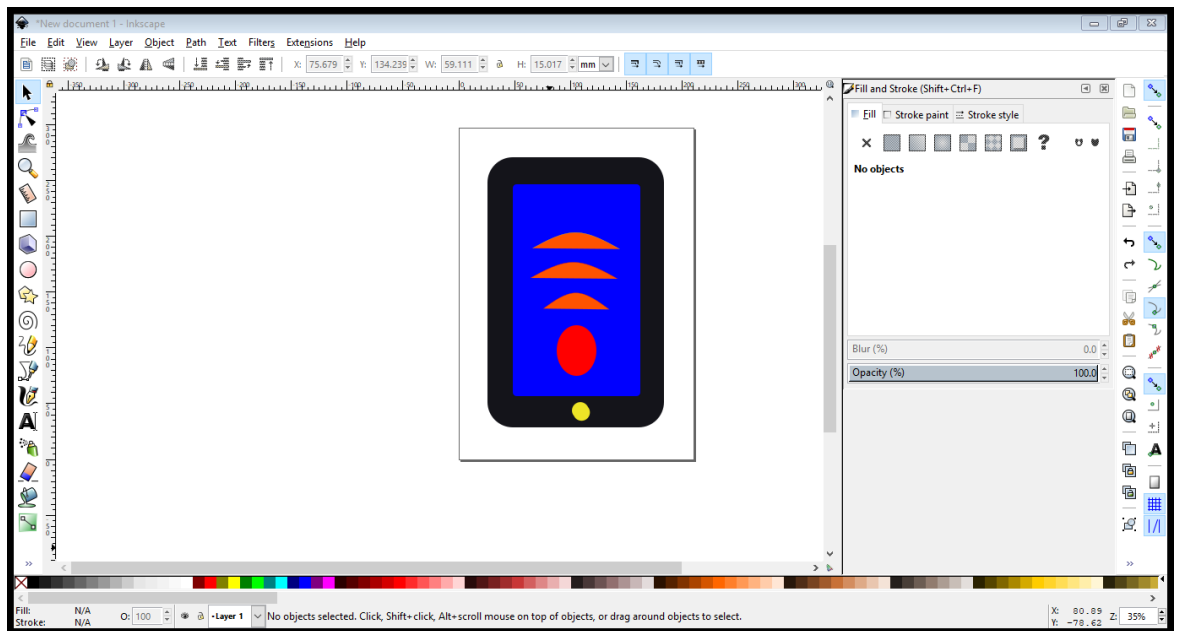 *New document 1 - Inkscape
File Edit View Layer Object Path Text Filters Extensions Help
X: 75.679 Y: 134.239 W: 59.111 H: 15.017 mm
Fill and Stroke (Shift+Ctrl+F)
Fill Stroke paint Stroke style
?
No objects
Blur (%) 0.0
Opacity (%) 100.0
A
Fill: N/A
Stroke: N/A
O: 100
•Layer 1
No objects selected. Click, Shift+click, Alt+scroll mouse on top of objects, or drag around objects to select.
X: 80.89
Y: -78.62
Z: 35%